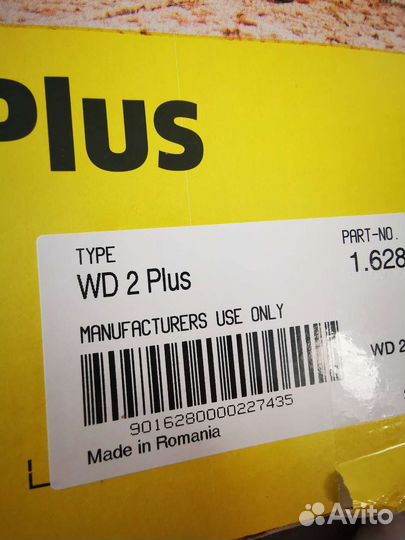 Plus
TYPE
PART-NO.
WD 2 Plus
1.628
MANUFACTURERS USE ONLY
WD 2
9016280000227435
Made in Romania
Avito